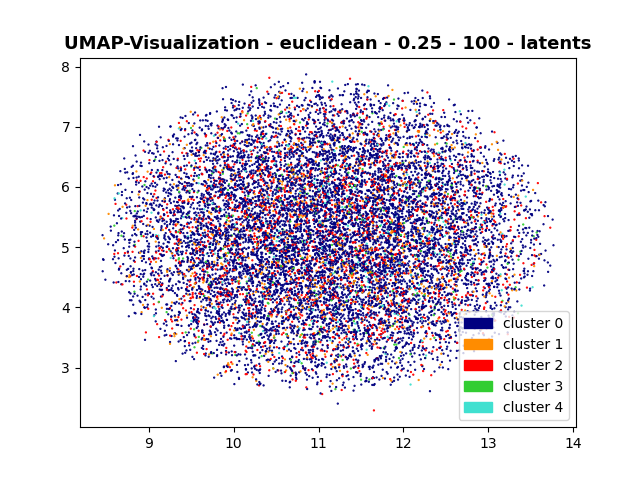 UMAP-Visualization - euclidean - 0.25 - 100 - latents
8
7
6
5
4
3
9 10 11 12 13 14
cluster 0
cluster 1
cluster 2
cluster 3
cluster 4